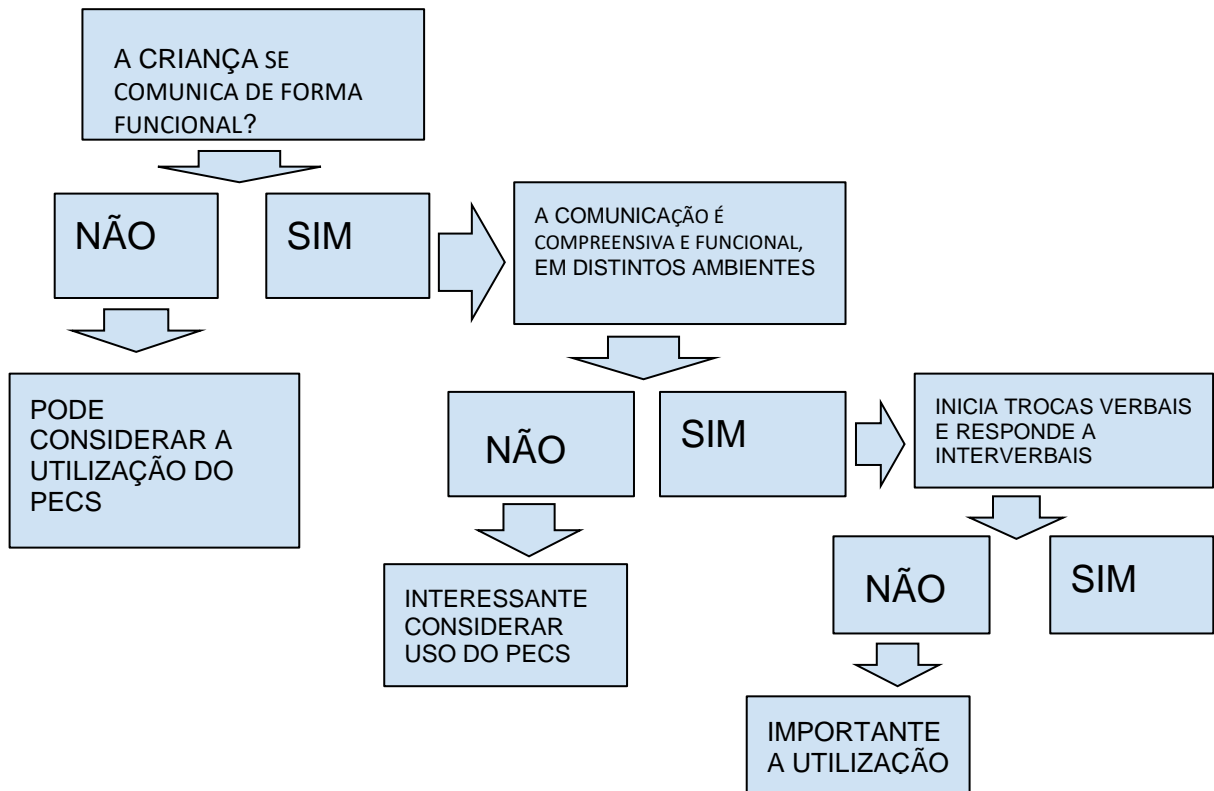 A CRIANÇA SE
COMUNICA DE FORMA
FUNCIONAL?
NÃO
SIM
A COMUNICAÇÃO É
COMPREENSIVA E FUNCIONAL,
EM DISTINTOS AMBIENTES
PODE
CONSIDERAR A
UTILIZAÇÃO DO
PECS
NÃO
SIM
INICIA TROCAS VERBAIS
E RESPONDE A
INTERVERBAIS
INTERESSANTE
CONSIDERAR
USO DO PECS
NÃO
SIM
IMPORTANTE
A UTILIZAÇÃO